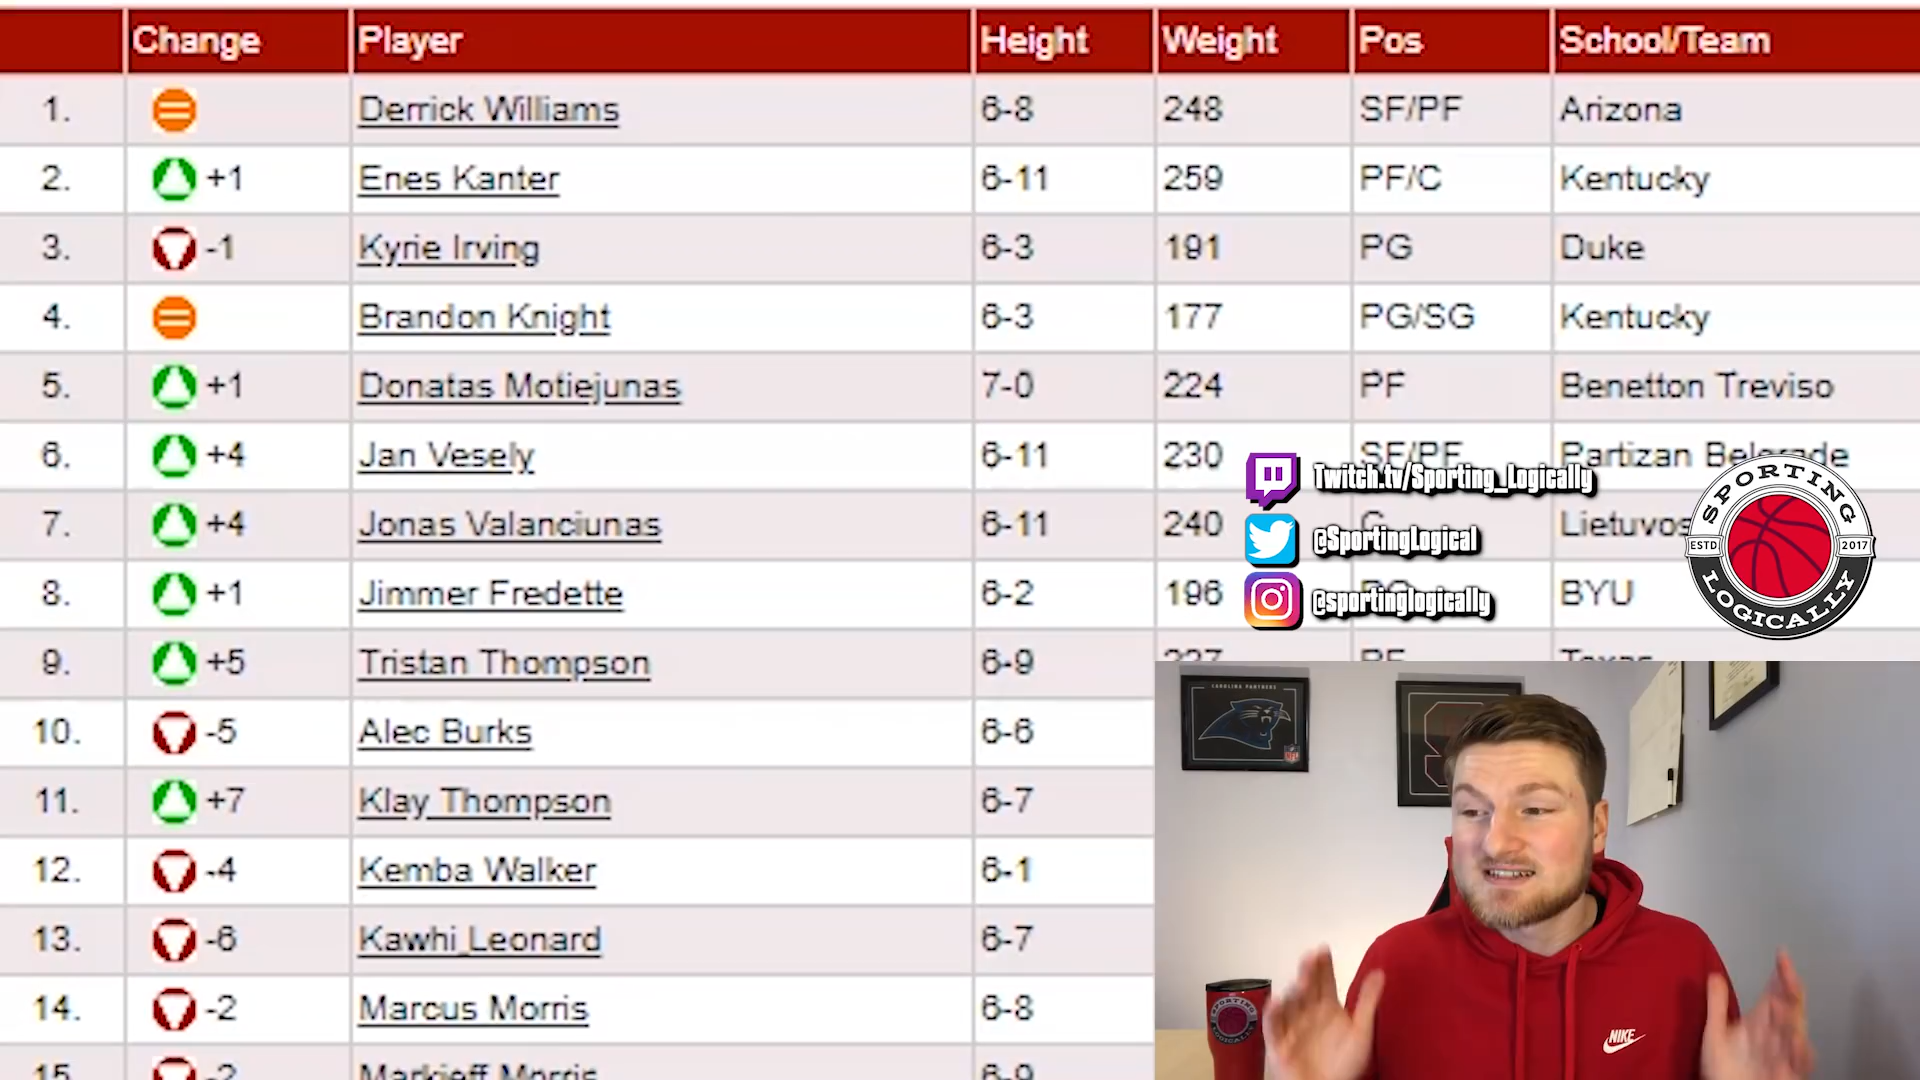 Change Player Height Weight Pos School/Team
1. Derrick Williams 6-8 248 SF/PF Arizona
2. +1 Enes Kanter 6-11 259 PF/C Kentucky
3. -1 Kyrie Irving 6-3 191 PG Duke
4. Brandon Knight 6-3 177 PG/SG Kentucky
5. +1 Donatas Motiejunas 7-0 224 PF Benetton Treviso
6. +4 Jan Vesely 6-11 230 SF/PF Partizan Belgrade
Twitch.tv/Sporting_Logically
7. +4 Jonas Valanciunas 6-11 240 C Lietuvos
@SportingLogical
8. +1 Jimmer Fredette 6-2 196 PG BYU
@sportinglogically
SPORTING
ESTD 2017
LOGICALLY
9. +5 Tristan Thompson 6-9 227 PF Texas
10. -5 Alec Burks 6-6
11. +7 Klay Thompson 6-7
12. -4 Kemba Walker 6-1
13. -6 Kawhi Leonard 6-7
14. -2 Marcus Morris 6-8
15. -2 Markieff Morris 6-9
CAROLINA PANTHERS
NFL
SPORTING
LOGICALLY
NIKE